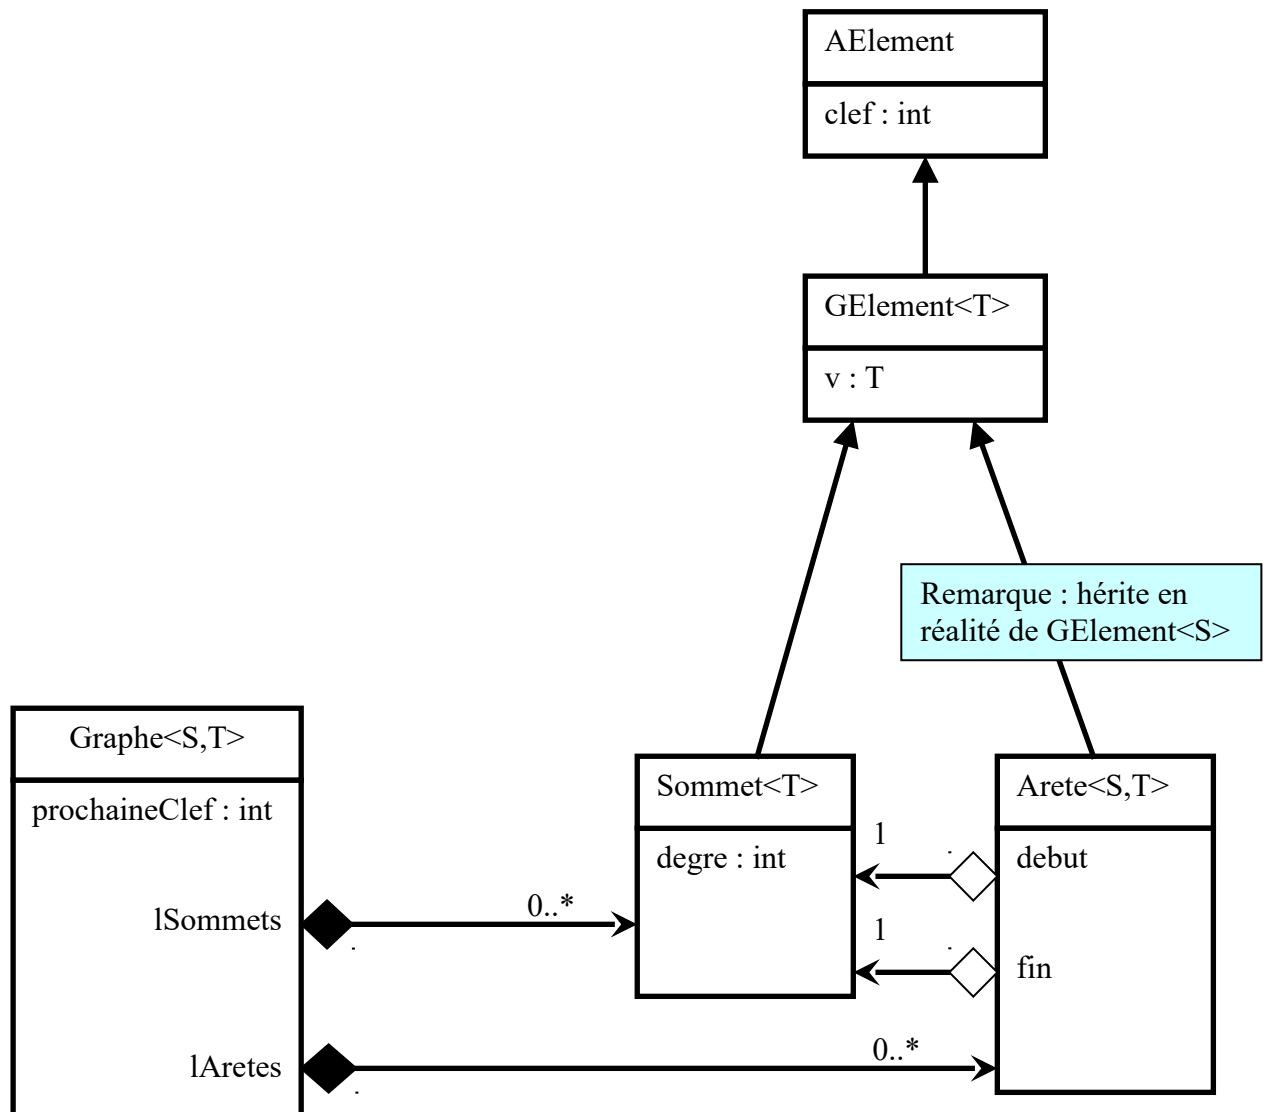 AElement
clef : int
GElement<T>
v : T
Remarque : hérite en
réalité de GElement<S>
Graphe<S,T>
prochaineClef : int
lSommets
lAretes
0..*
0..*
Sommet<T>
degre : int
1
1
Arete<S,T>
debut
fin